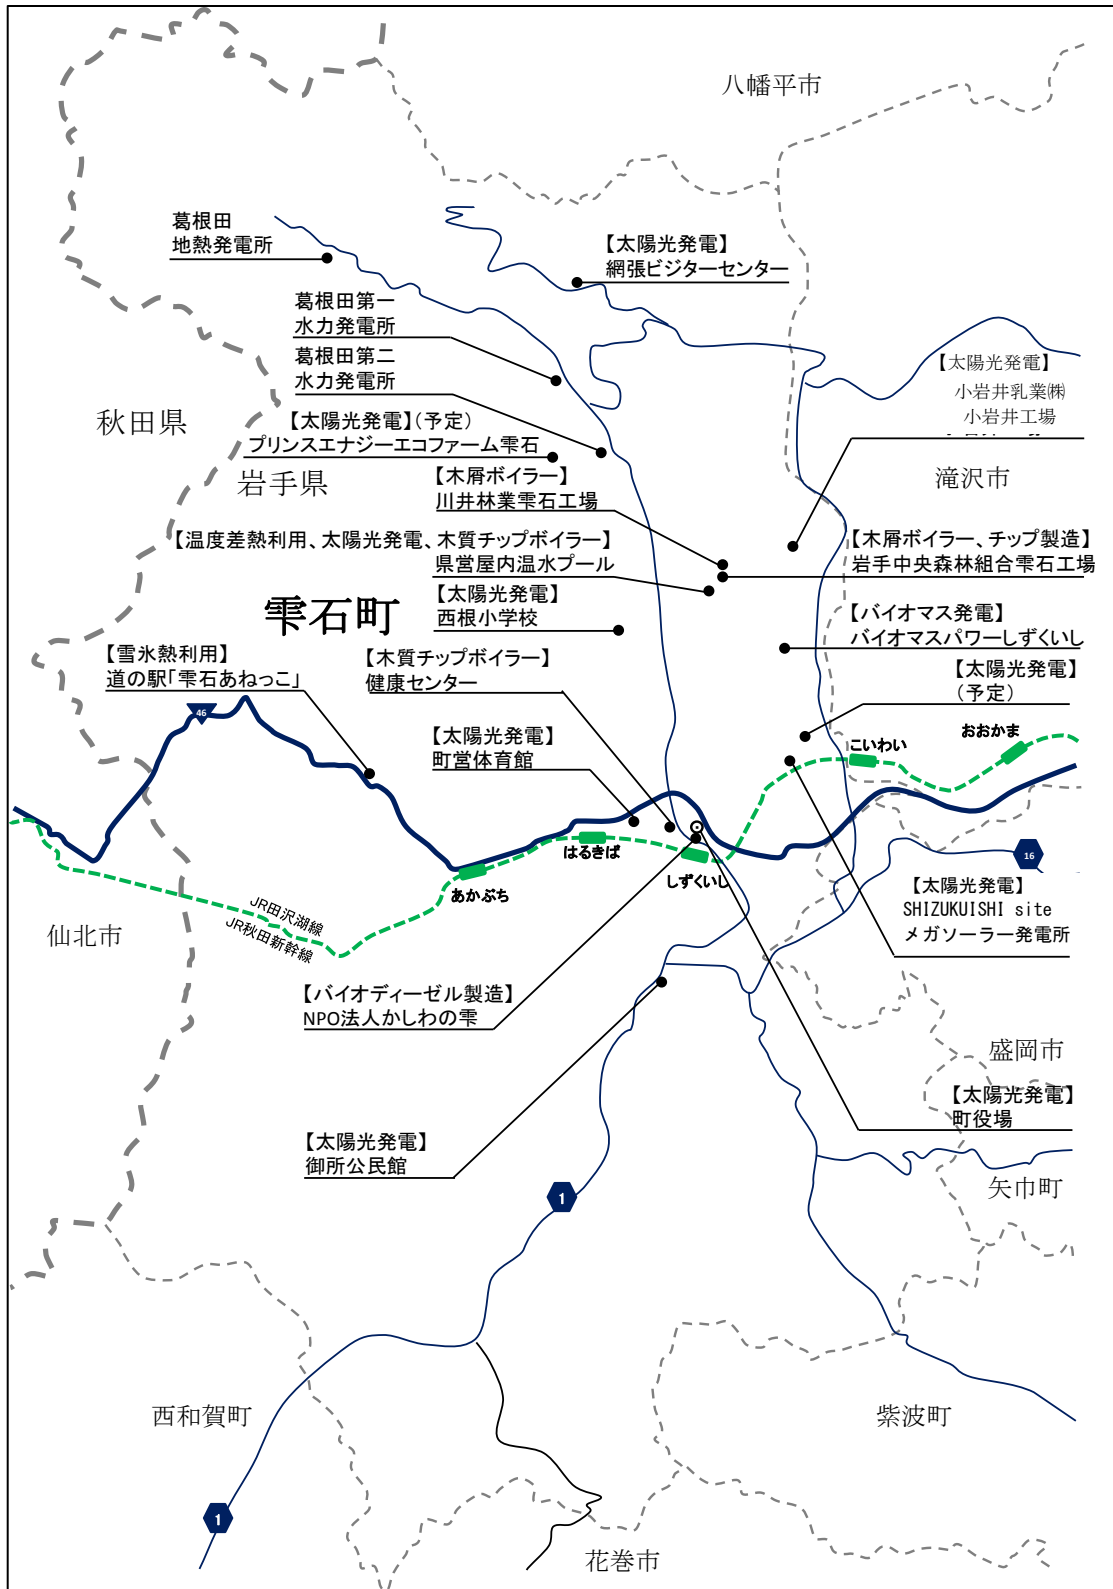 八幡平市
葛根田
地熱発電所
【太陽光発電】
網張ビジターセンター
葛根田第一
水力発電所
葛根田第二
水力発電所
【太陽光発電】
小岩井乳業㈱
小岩井工場
秋田県
【太陽光発電】(予定)
プリンスエナジーエコファーム雫石
岩手県
【木屑ボイラー】
川井林業雫石工場
滝沢市
【温度差熱利用、太陽光発電、木質チップボイラー】
県営屋内温水プール
【木屑ボイラー、チップ製造】
岩手中央森林組合雫石工場
雫石町
【太陽光発電】
西根小学校
【バイオマス発電】
バイオマスパワーしずくいし
【雪氷熱利用】
道の駅「雫石あねっこ」
【木質チップボイラー】
健康センター
【太陽光発電】
(予定)
46
【太陽光発電】
町営体育館
こいわい
おおかま
はるきば
しずくいし
あかぶち
16
JR田沢湖線
JR秋田新幹線
仙北市
【太陽光発電】
SHIZUKUISHI site
メガソーラー発電所
【バイオディーゼル製造】
NPO法人かしわの雫
盛岡市
【太陽光発電】
町役場
【太陽光発電】
御所公民館
矢巾町
1
西和賀町
紫波町
1
花巻市